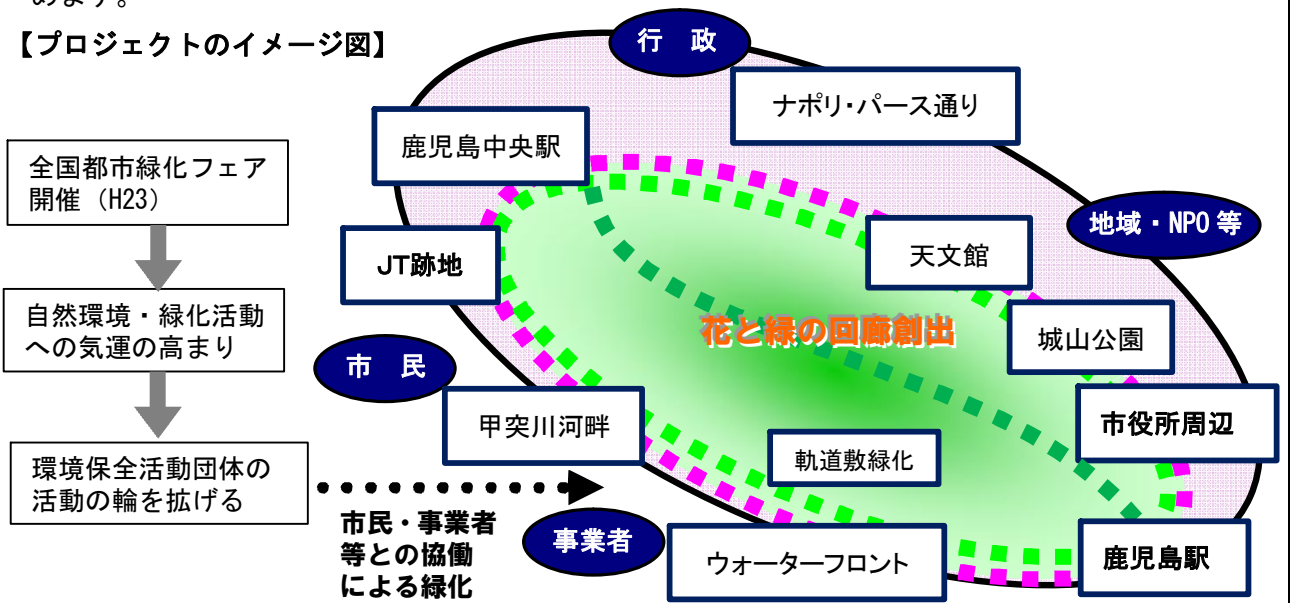 めます。
【プロジェクトのイメージ図】
全国都市緑化フェア
開催（H23）
自然環境・緑化活動
への気運の高まり
環境保全活動団体の
活動の輪を拡げる
市民・事業者
等との協働
による緑化
行 政
ナポリ・パース通り
鹿児島中央駅
地域・NPO 等
天文館
JT跡地
花と緑の回廊創出
城山公園
市 民
甲突川河畔
市役所周辺
軌道敷緑化
事業者
ウォーターフロント
鹿児島駅